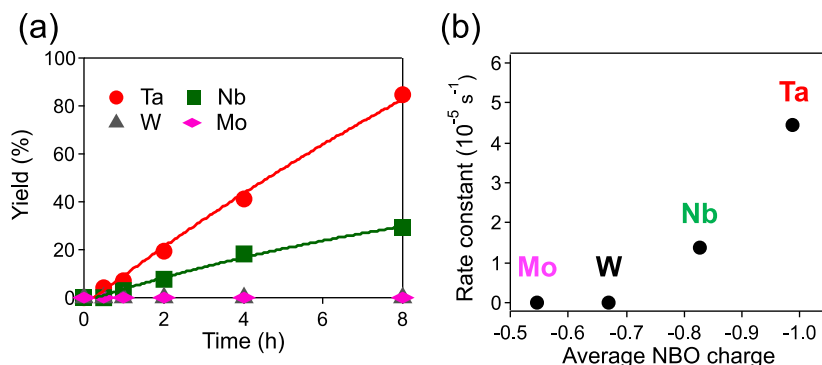 (a)
100
80
60
40
20
0
Yield (%)
Ta
Nb
W
Mo
0
2
4
6
8
Time (h)
(b)
6
5
4
3
2
1
0
Rate constant (10⁻⁵ s⁻¹)
Ta
Nb
Mo
W
-0.5
-0.6
-0.7
-0.8
-0.9
-1.0
Average NBO charge